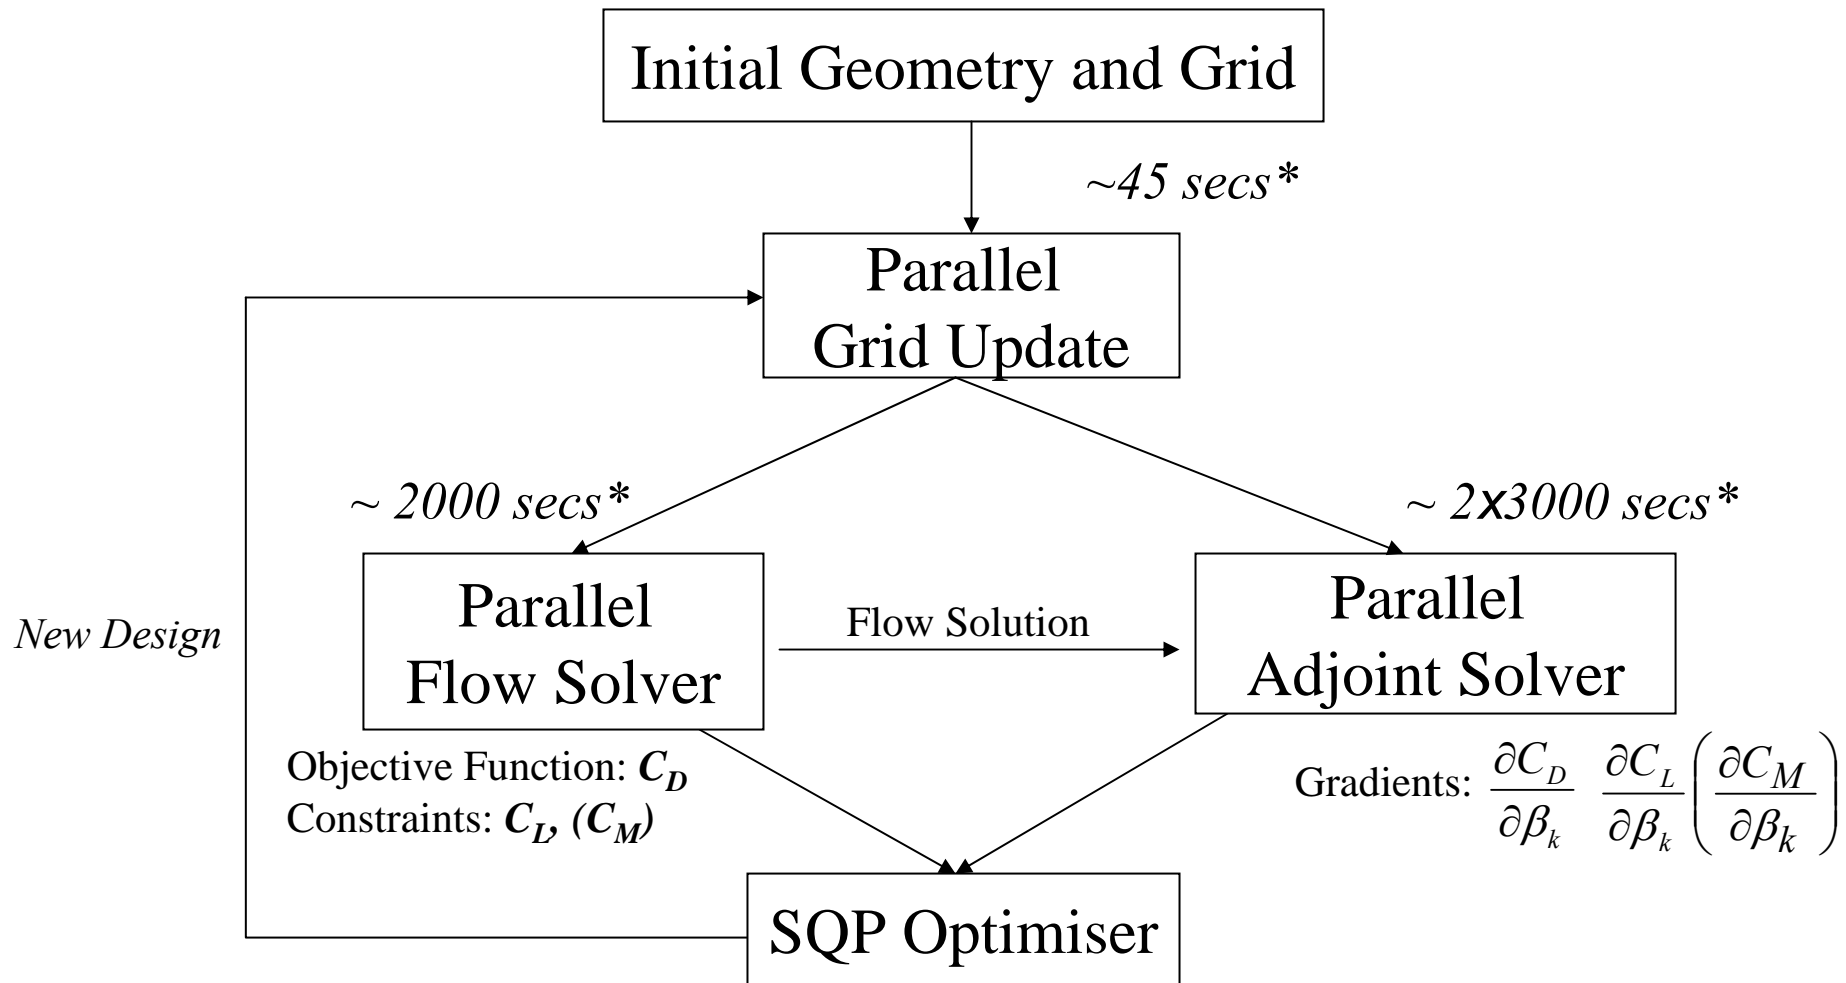 Initial Geometry and Grid
~45 secs*
Parallel
Grid Update
~ 2000 secs*
~ 2x3000 secs*
New Design
Parallel
Flow Solver
Flow Solution
Parallel
Adjoint Solver
Objective Function: C_D
Constraints: C_L, (C_M)
Gradients: ∂C_D/∂β_k ∂C_L/∂β_k (∂C_M/∂β_k)
SQP Optimiser